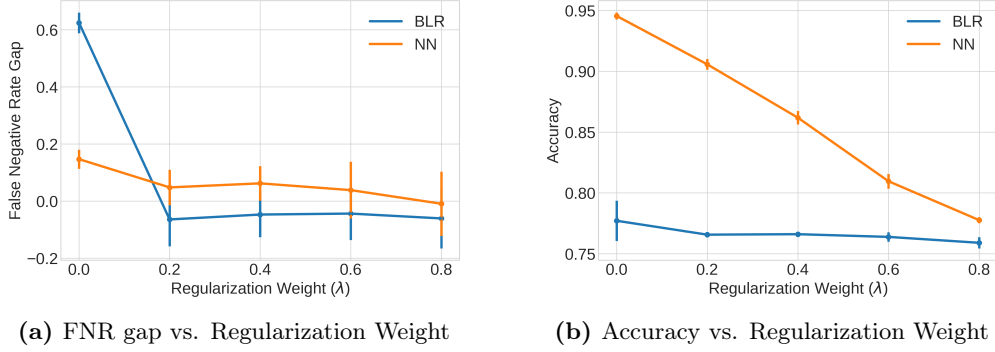 BLR
NN
False Negative Rate Gap
0.6
0.4
0.2
0.0
−0.2
0.0 0.2 0.4 0.6 0.8
Regularization Weight (λ)
(a) FNR gap vs. Regularization Weight
BLR
NN
Accuracy
0.95
0.90
0.85
0.80
0.75
0.0 0.2 0.4 0.6 0.8
Regularization Weight (λ)
(b) Accuracy vs. Regularization Weight